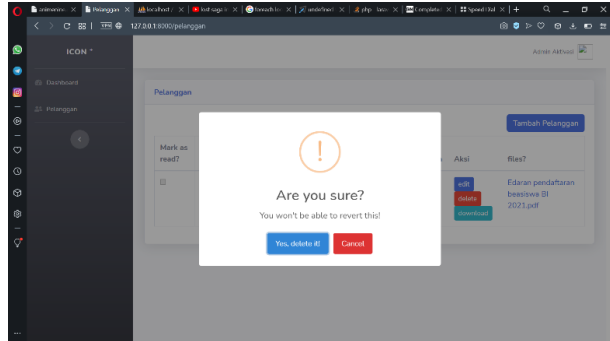 Pelanggan
127.0.0.1:8000/pelanggan
ICON
Dashboard
Pelanggan
Pelanggan
Tambah Pelanggan
Mark as
read?
Aksi
files?
edit
delete
download
Edaran pendaftaran
beasiswa BI
2021.pdf
Are you sure?
You won't be able to revert this!
Yes, delete it!
Cancel